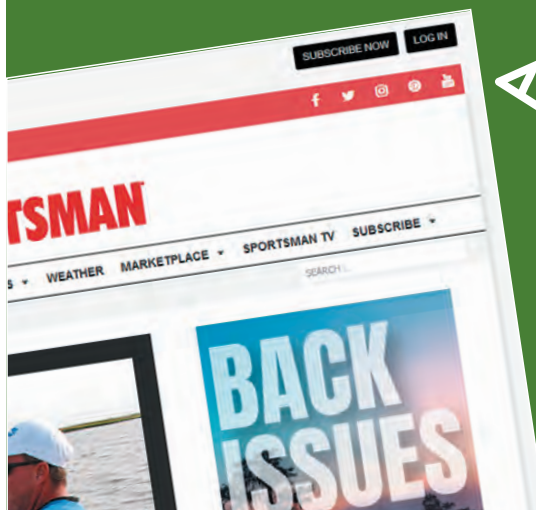 SUBSCRIBE NOW LOG IN
TSMAN
S WEATHER MARKETPLACE SPORTSMAN TV SUBSCRIBE
SEARCH...
BACK
ISSUES